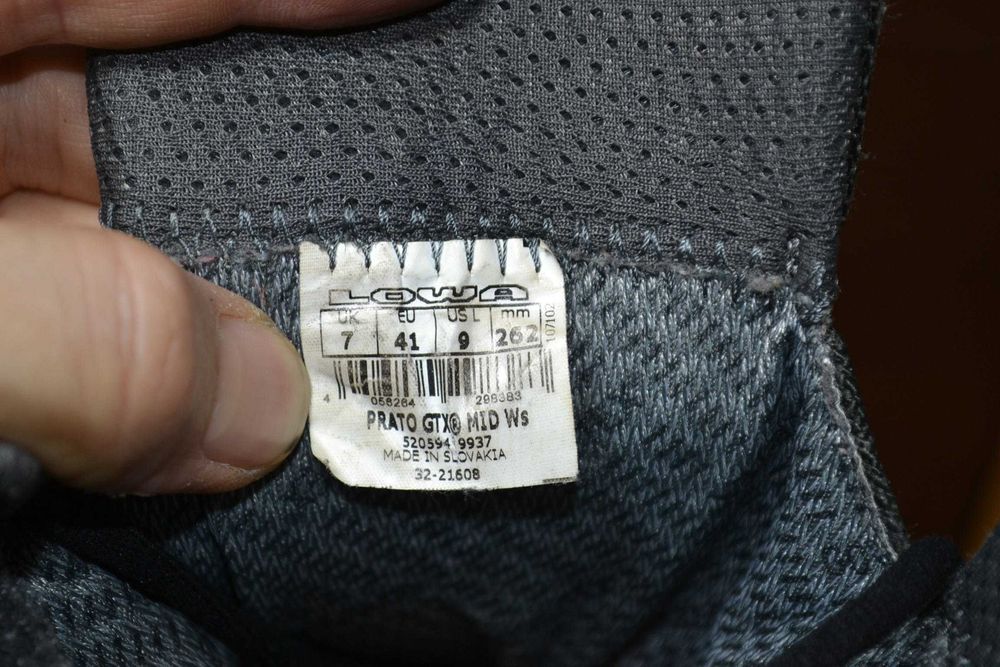 LOWA
UK EU US L mm
7 41 9 262
107102
4 056264 298383
PRATO GTX® MID Ws
520594 9937
MADE IN SLOVAKIA
32-21608